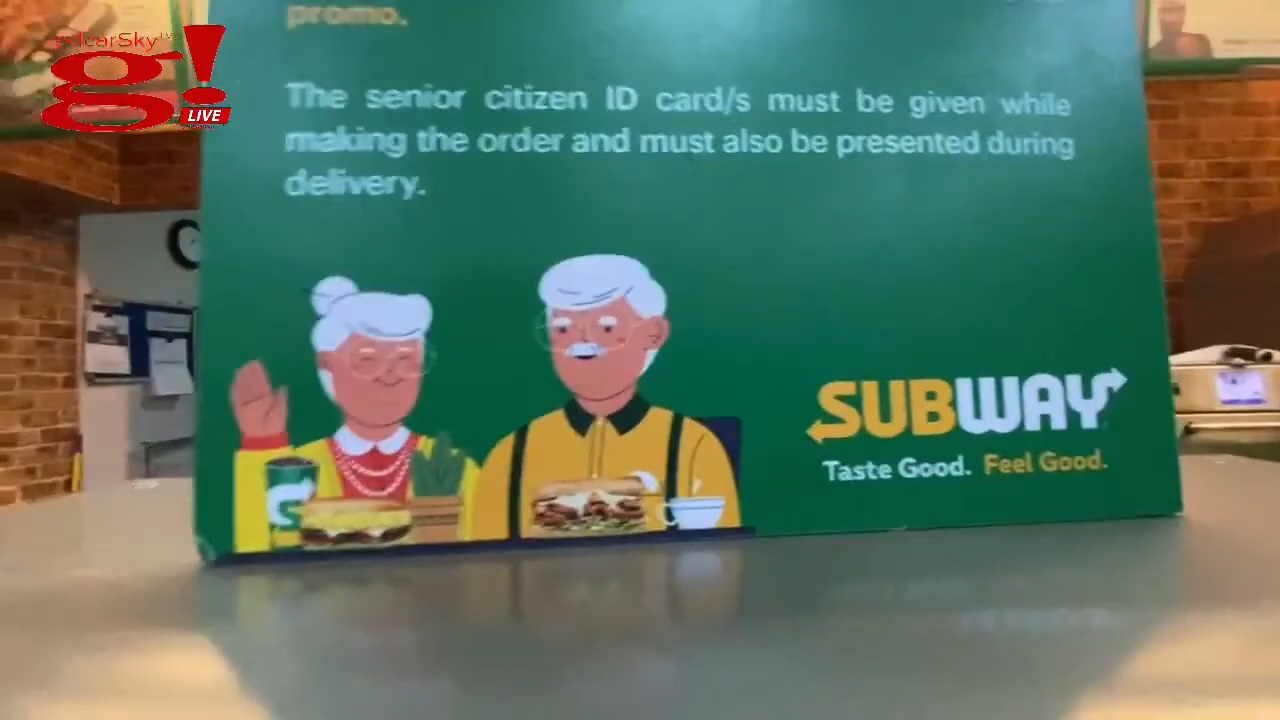 promo.
edcarSky™
g!
LIVE
The senior citizen ID card/s must be given while
making the order and must also be presented during
delivery.
SUBWAY
Taste Good. Feel Good.